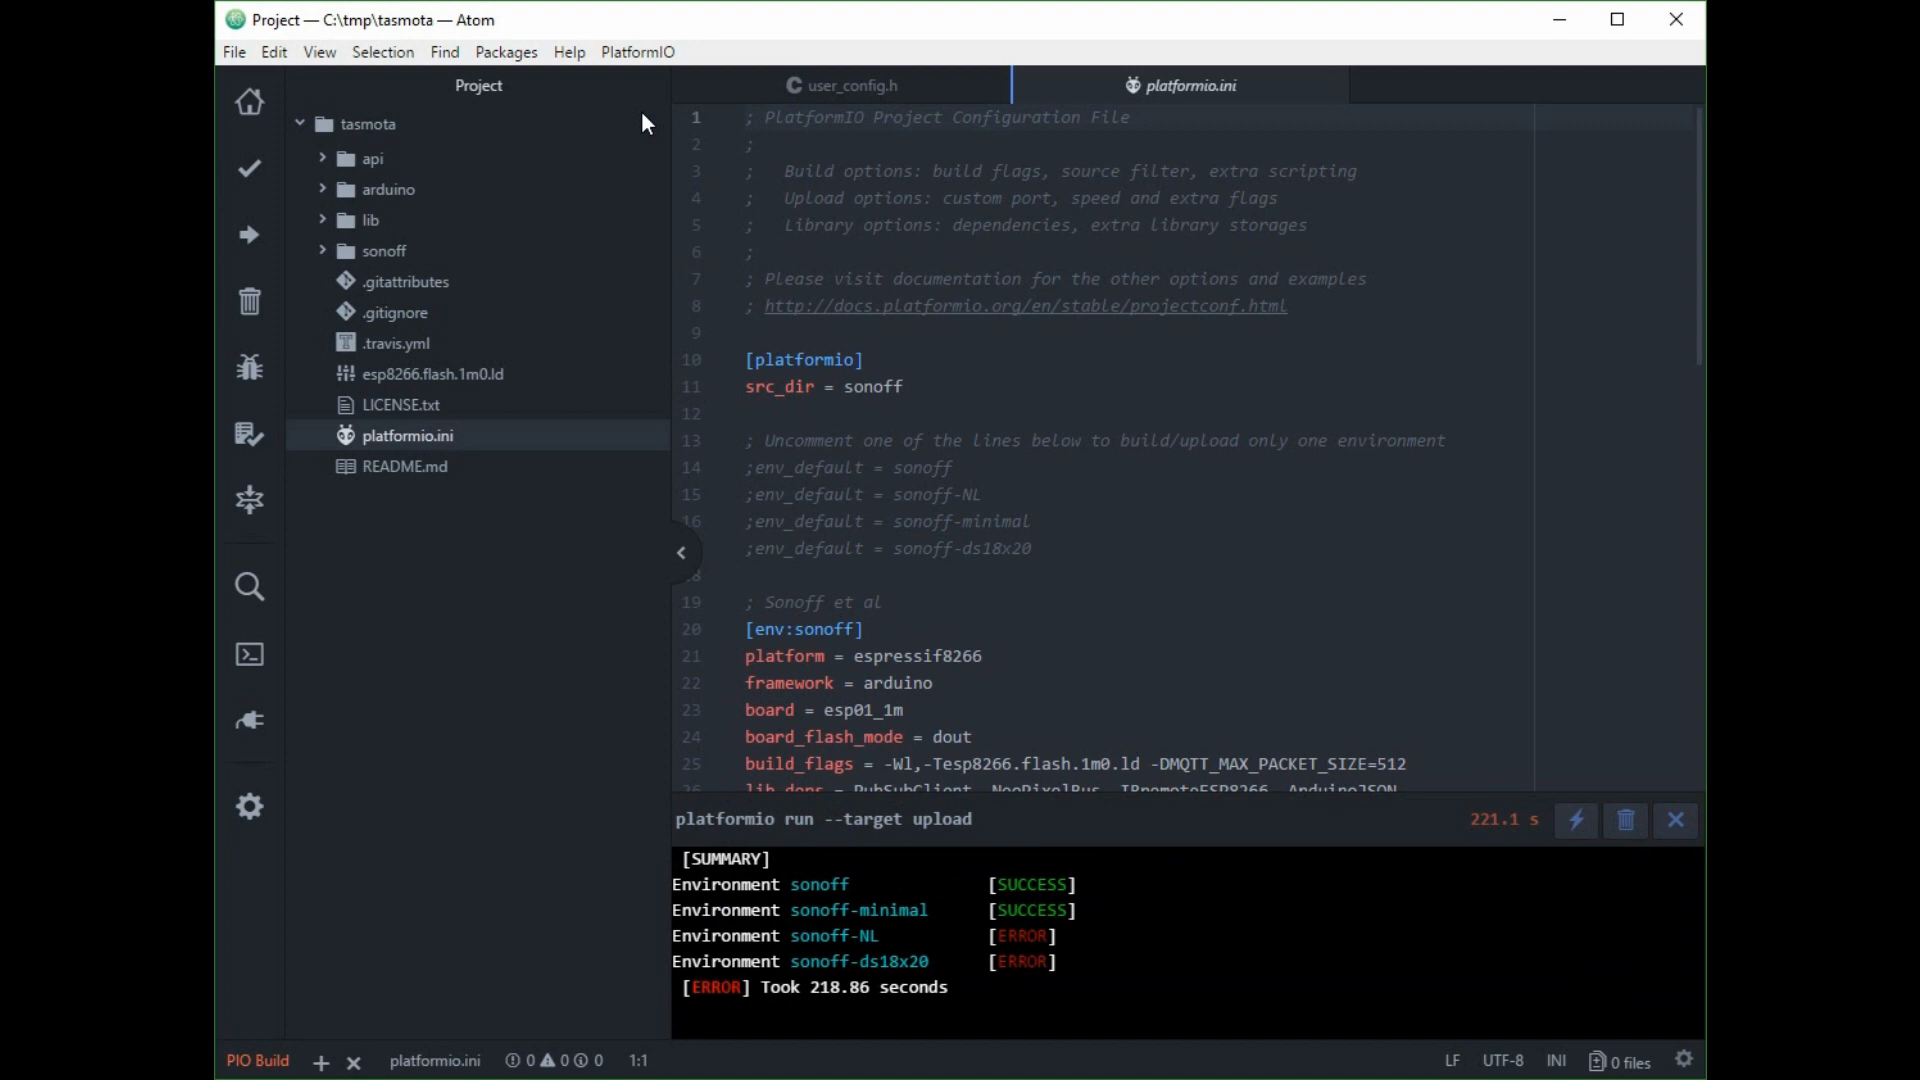 Project — C:\tmp\tasmota — Atom
File Edit View Selection Find Packages Help PlatformIO
Project
tasmota
api
arduino
lib
sonoff
.gitattributes
.gitignore
.travis.yml
esp8266.flash.1m0.ld
LICENSE.txt
platformio.ini
README.md
user_config.h
platformio.ini
1 ; PlatformIO Project Configuration File
2 ;
3 ; Build options: build flags, source filter, extra scripting
4 ; Upload options: custom port, speed and extra flags
5 ; Library options: dependencies, extra library storages
6 ;
7 ; Please visit documentation for the other options and examples
8 ; http://docs.platformio.org/en/stable/projectconf.html
9
10 [platformio]
11 src_dir = sonoff
12
13 ; Uncomment one of the lines below to build/upload only one environment
14 ;env_default = sonoff
15 ;env_default = sonoff-NL
16 ;env_default = sonoff-minimal
;env_default = sonoff-ds18x20
8
19 ; Sonoff et al
20 [env:sonoff]
21 platform = espressif8266
22 framework = arduino
23 board = esp01_1m
24 board_flash_mode = dout
25 build_flags = -Wl,-Tesp8266.flash.1m0.ld -DMQTT_MAX_PACKET_SIZE=512
26 lib_deps = PubSubClient, NeoPixelBus, IRremoteESP8266, ArduinoJSON
platformio run --target upload 221.1 s
[SUMMARY]
Environment sonoff [SUCCESS]
Environment sonoff-minimal [SUCCESS]
Environment sonoff-NL [ERROR]
Environment sonoff-ds18x20 [ERROR]
[ERROR] Took 218.86 seconds
PIO Build + × platformio.ini 0 0 0 1:1 LF UTF-8 INI 0 files